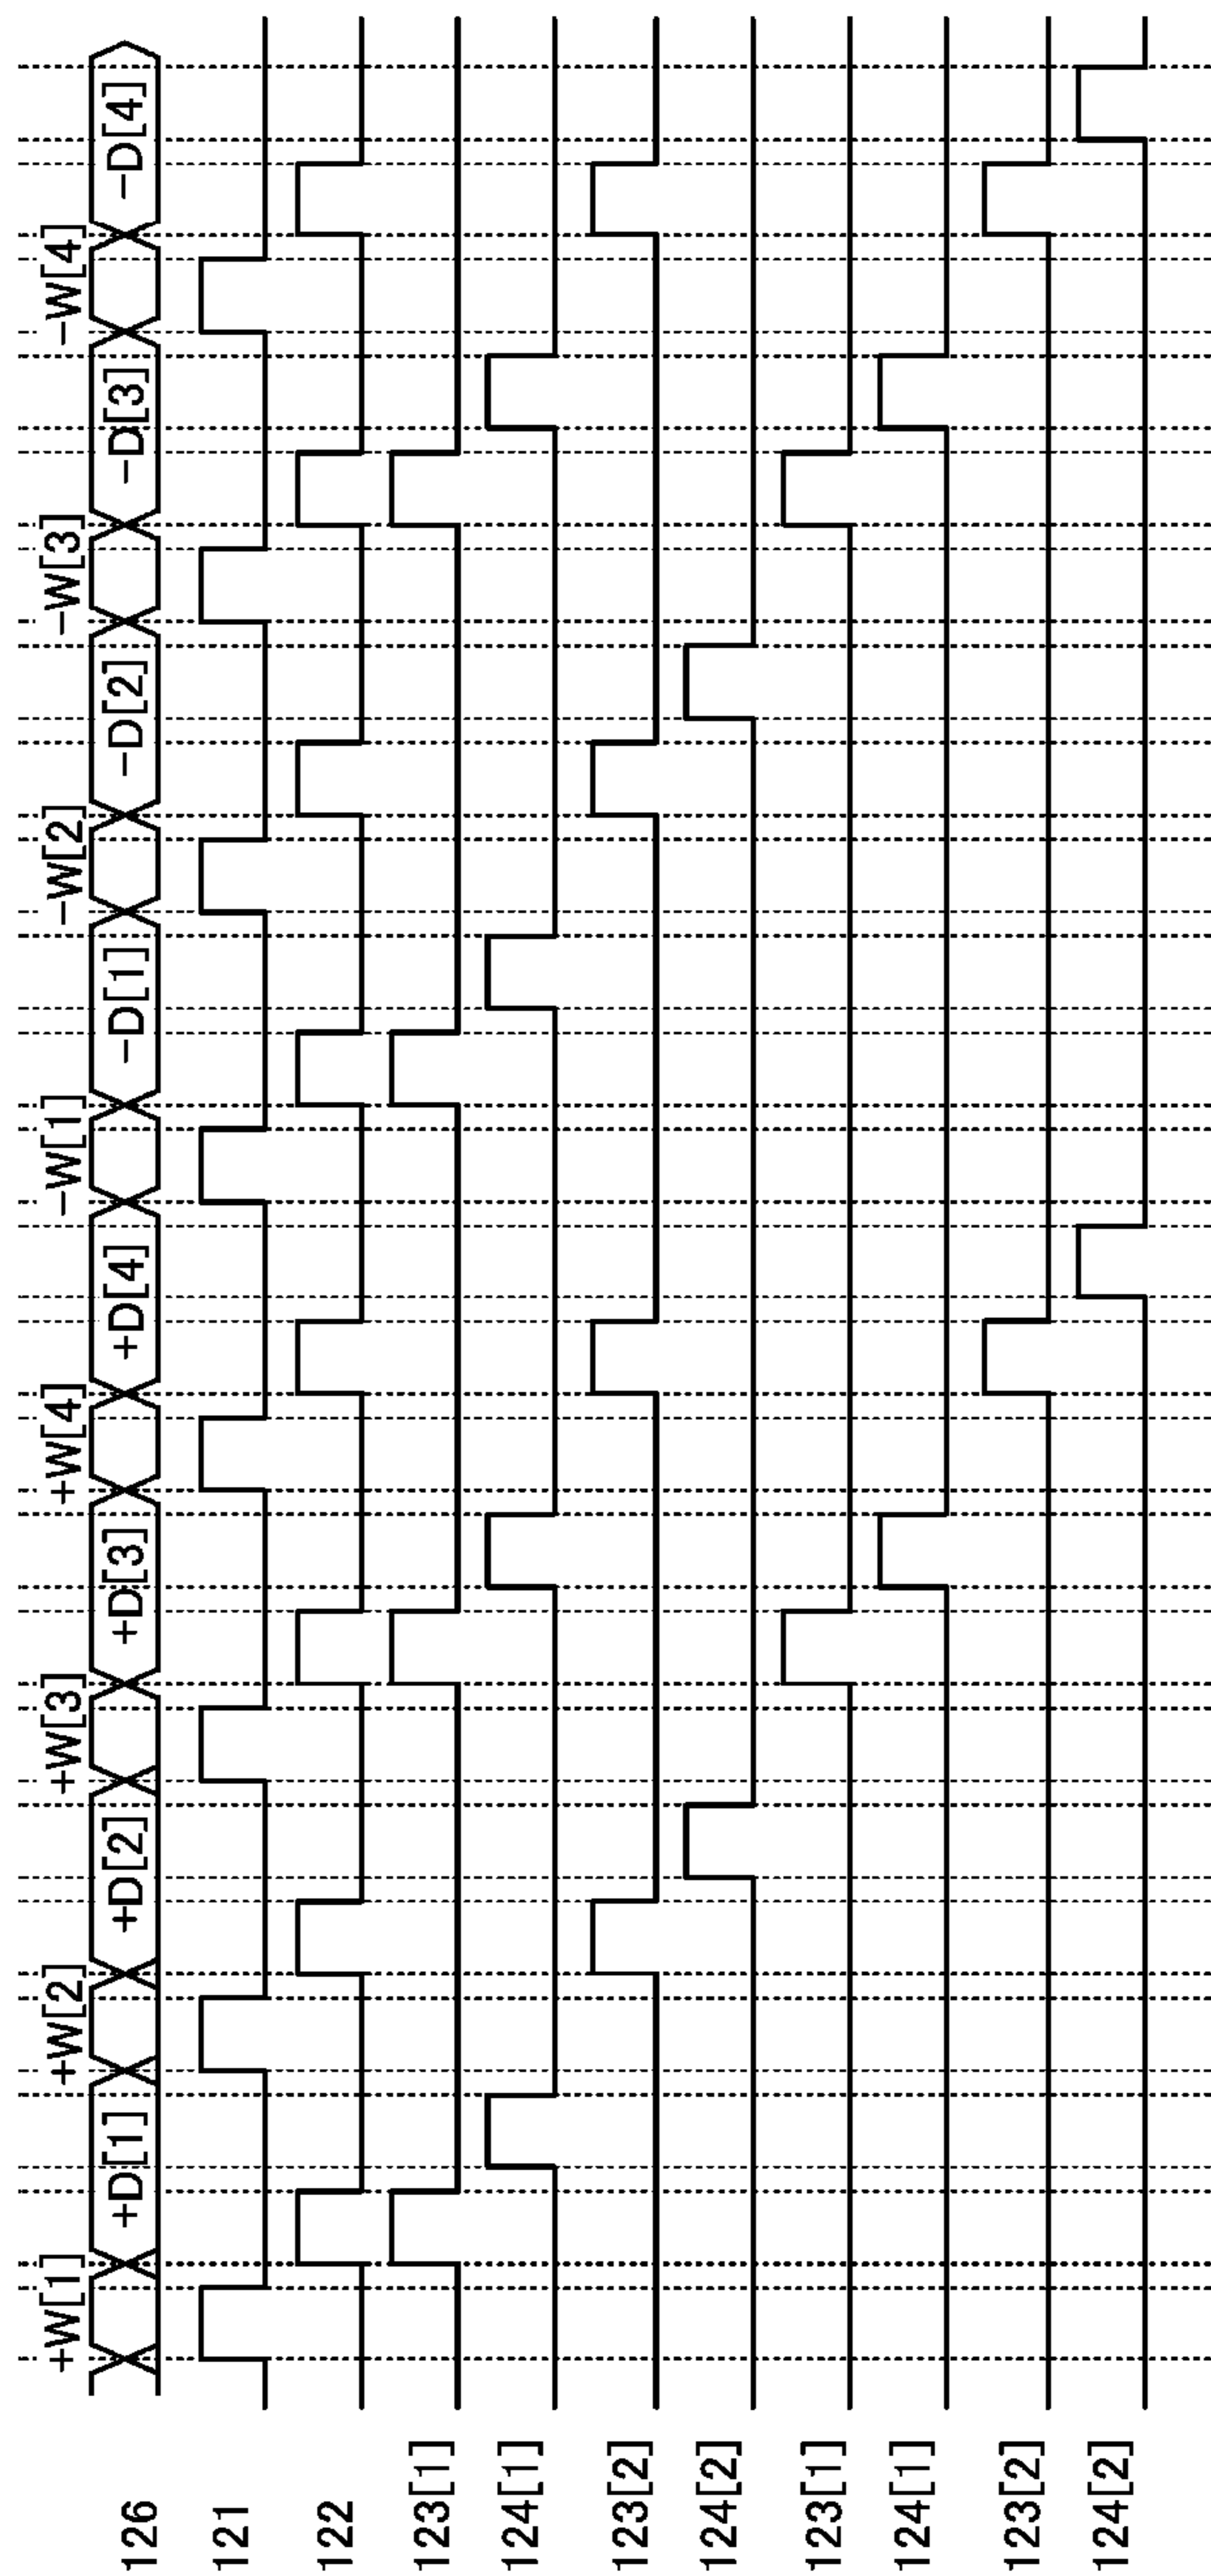 126
+W[1]
+D[1]
+W[2]
+D[2]
+W[3]
+D[3]
+W[4]
+D[4]
−W[1]
−D[1]
−W[2]
−D[2]
−W[3]
−D[3]
−W[4]
−D[4]
121
122
123[1]
124[1]
123[2]
124[2]
123[1]
124[1]
123[2]
124[2]